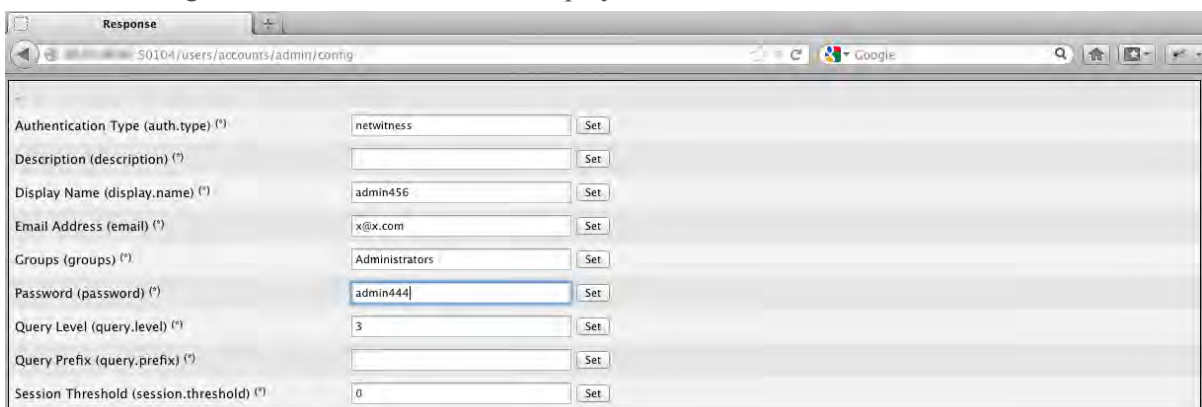 Response
50104/users/accounts/admin/config
Google
Authentication Type (auth.type) (*) netwitness Set
Description (description) (*) Set
Display Name (display.name) (*) admin456 Set
Email Address (email) (*) x@x.com Set
Groups (groups) (*) Administrators Set
Password (password) (*) admin444 Set
Query Level (query.level) (*) 3 Set
Query Prefix (query.prefix) (*) Set
Session Threshold (session.threshold) (*) 0 Set